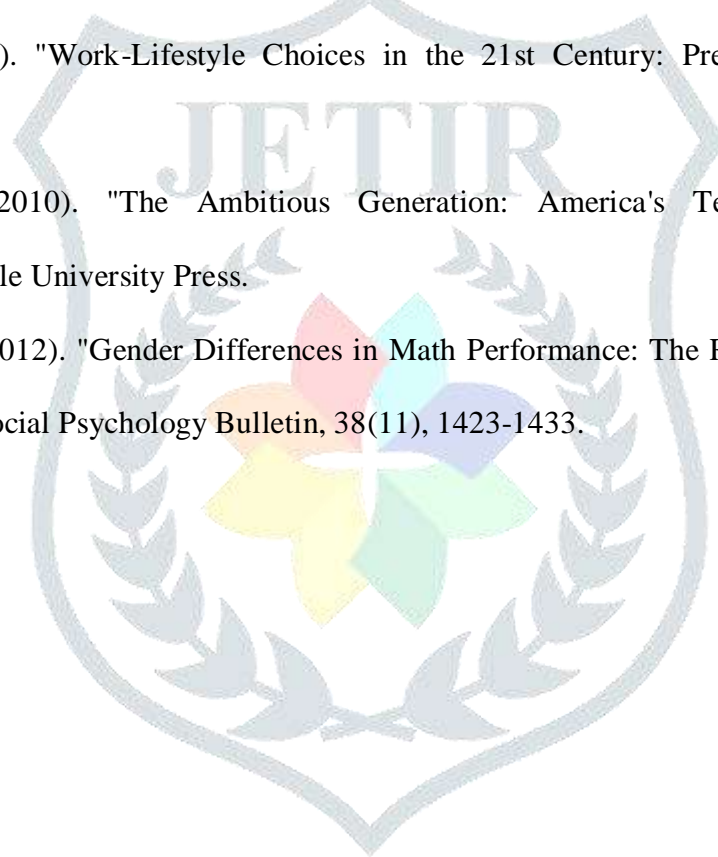 ). "Work-Lifestyle Choices in the 21st Century: Pre
JETIR
2010). "The Ambitious Generation: America's Te
le University Press.
012). "Gender Differences in Math Performance: The
ocial Psychology Bulletin, 38(11), 1423-1433.